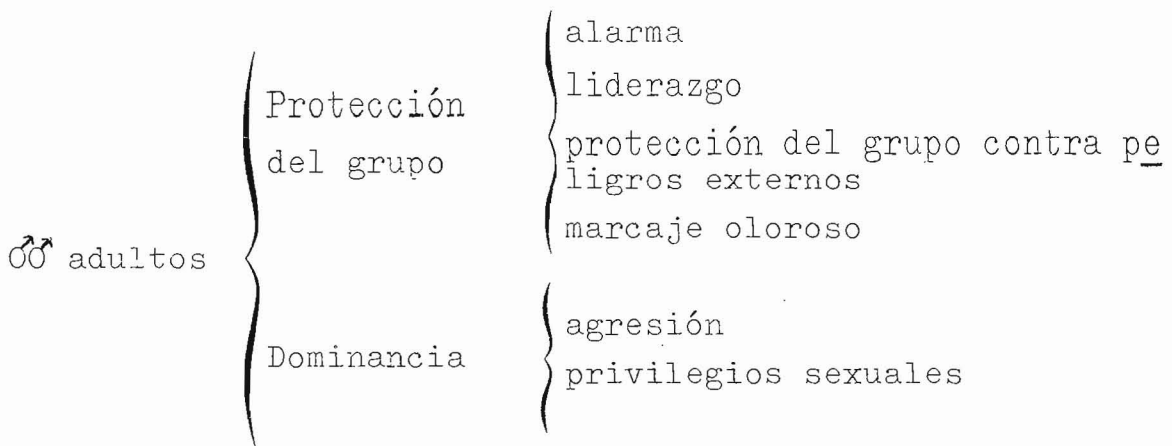 alarma
liderazgo
Protección
del grupo
protección del grupo contra pe
ligros externos
marcaje oloroso
♂♂ adultos
agresión
Dominancia
privilegios sexuales